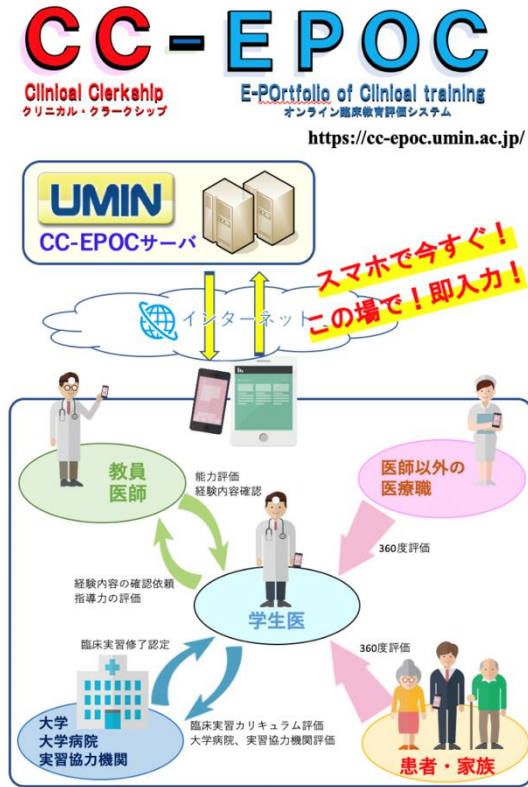 CC-EPOC
Clinical Clerkship
クリニカル・クラークシップ
E-POrtfolio of Clinical training
オンライン臨床教育評価システム
https://cc-epoc.umin.ac.jp/
UMIN
CC-EPOCサーバ
スマホで今すぐ！
この場で！即入力！
インターネット
教員
医師
能力評価
経験内容確認
医師以外の
医療職
360度評価
経験内容の確認依頼
指導力の評価
学生医
臨床実習修了認定
360度評価
大学
大学病院
実習協力機関
臨床実習カリキュラム評価
大学病院、実習協力機関評価
患者・家族